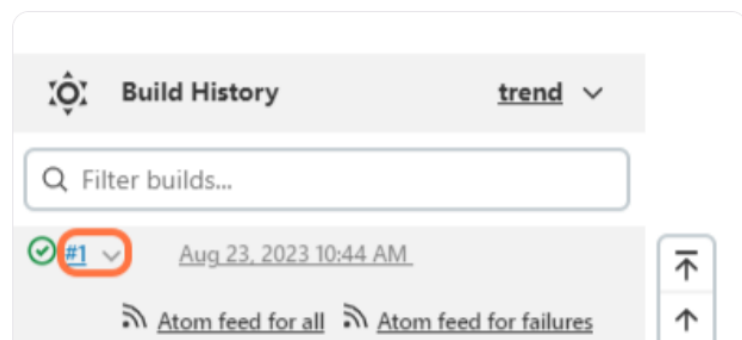 Build History trend
Filter builds...
#1 Aug 23, 2023 10:44 AM
Atom feed for all Atom feed for failures